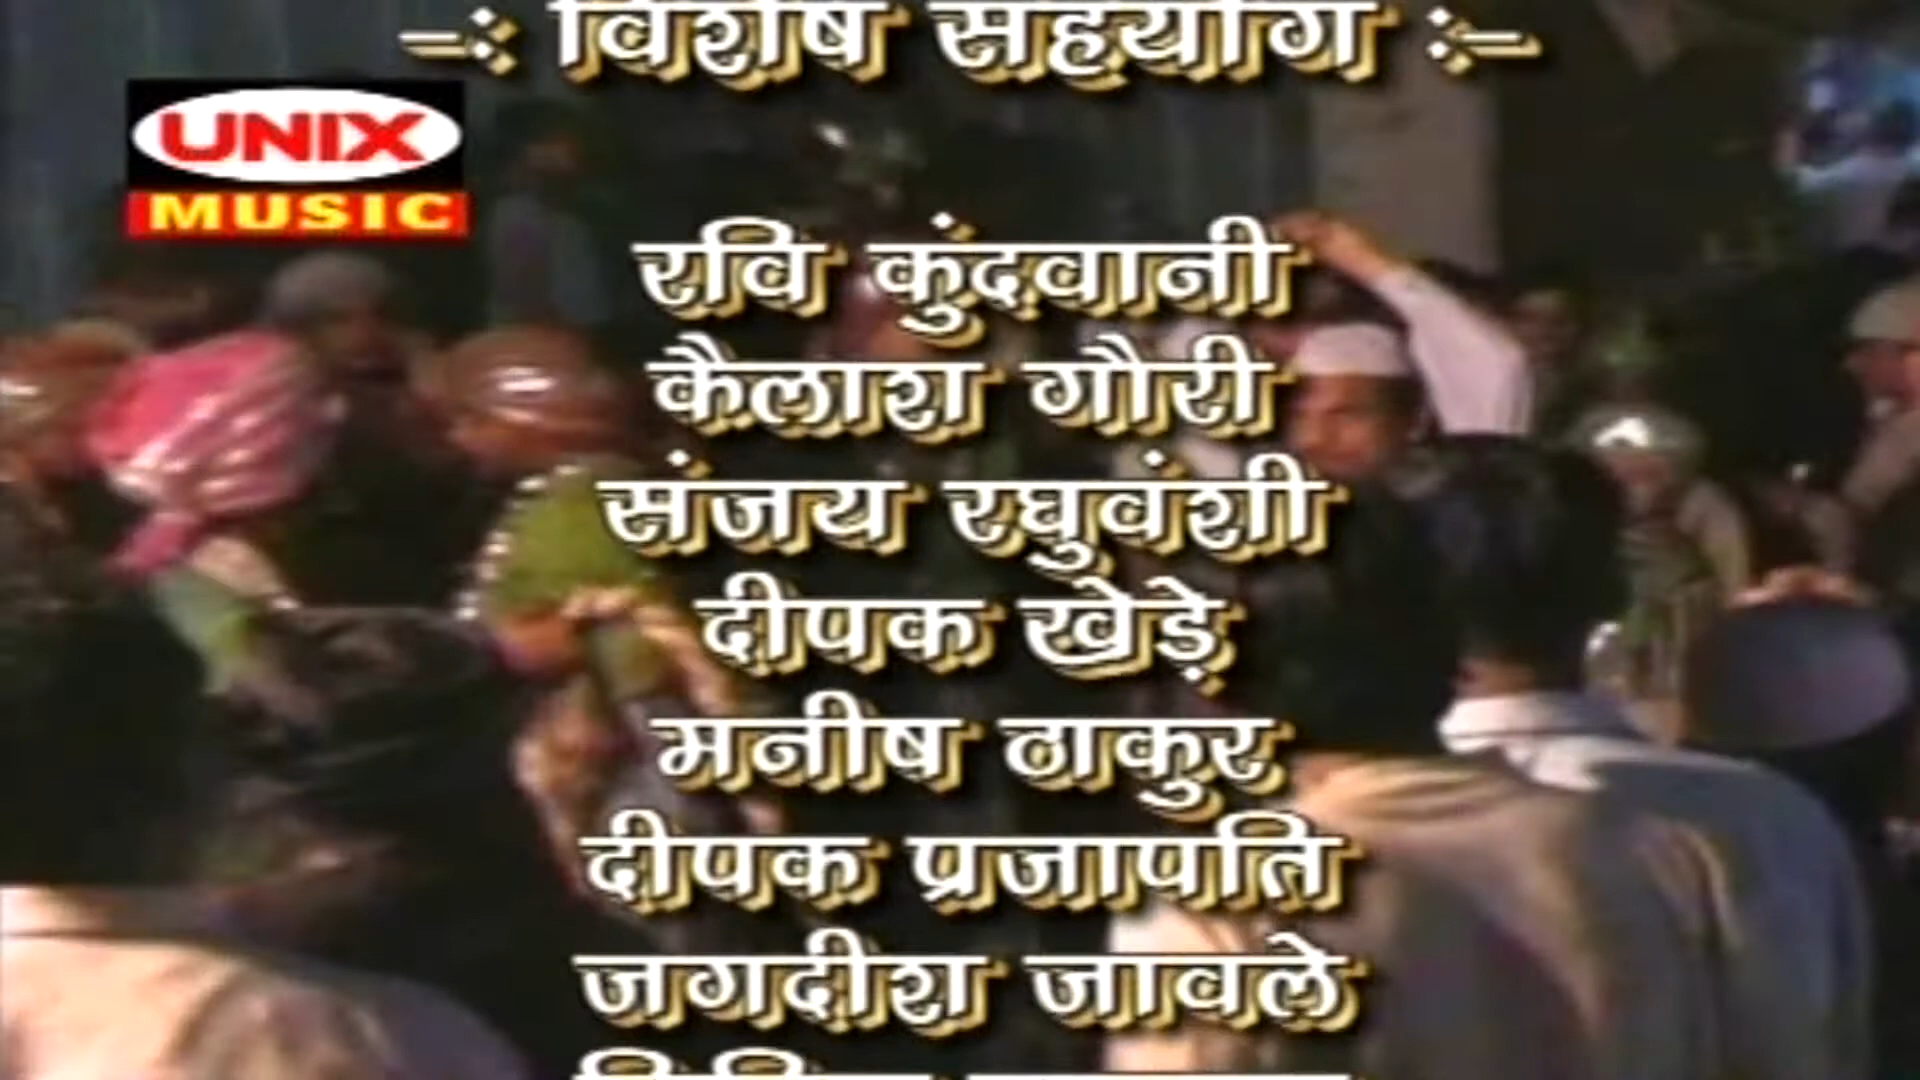 -: विशेष सहयोग :-
UNIX
MUSIC
रवि कुंदवानी
कैलाश गौरी
संजय रघुवंशी
दीपक खेड़े
मनीष ठाकुर
दीपक प्रजापति
जगदीश जावले